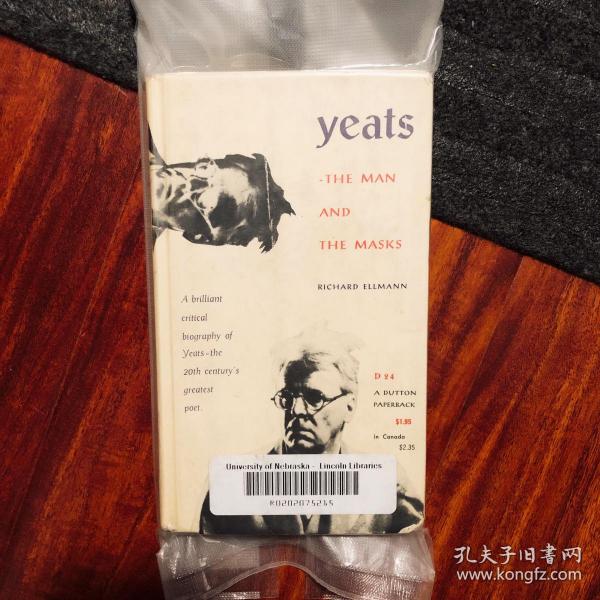 yeats
-THE MAN
AND
THE MASKS
RICHARD ELLMANN
A brilliant
critical
biography of
Yeats-the
20th century's
greatest
poet.
D 24
A DUTTON
PAPERBACK
$1.95
In Canada
$2.35
University of Nebraska - Lincoln Libraries
R0202075265
孔夫子旧書网
www.kongfz.com